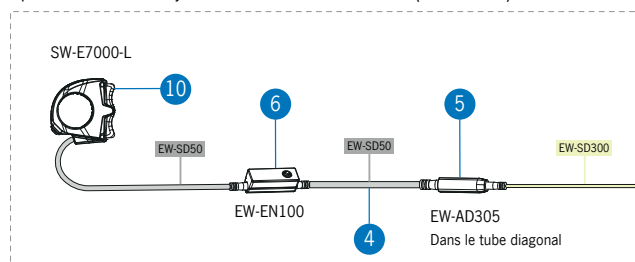 SW-E7000-L
10
6
5
EW-SD50
EW-SD50
EW-SD300
EW-EN100
4
EW-AD305
Dans le tube diagonal